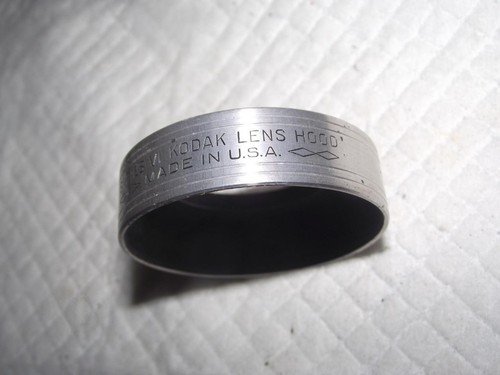 V. KODAK LENS HOOD
MADE IN U.S.A.